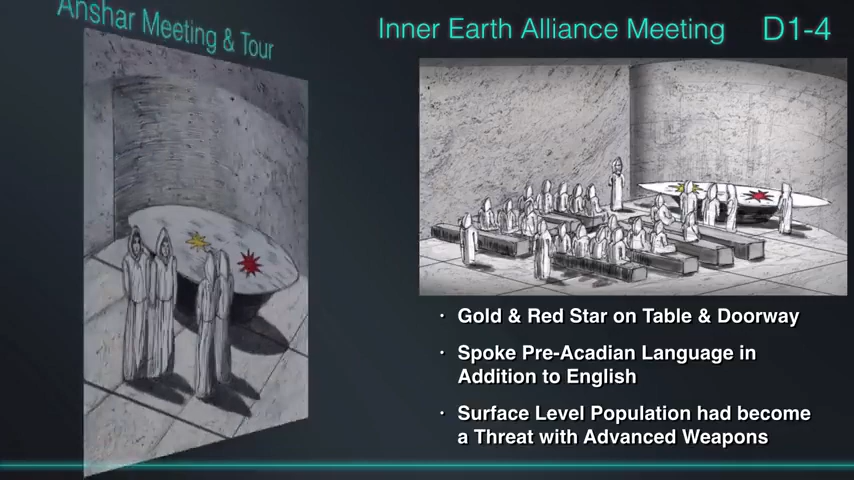 Anshar Meeting & Tour
Inner Earth Alliance Meeting
D1-4
· Gold & Red Star on Table & Doorway
· Spoke Pre-Acadian Language in
Addition to English
· Surface Level Population had become
a Threat with Advanced Weapons